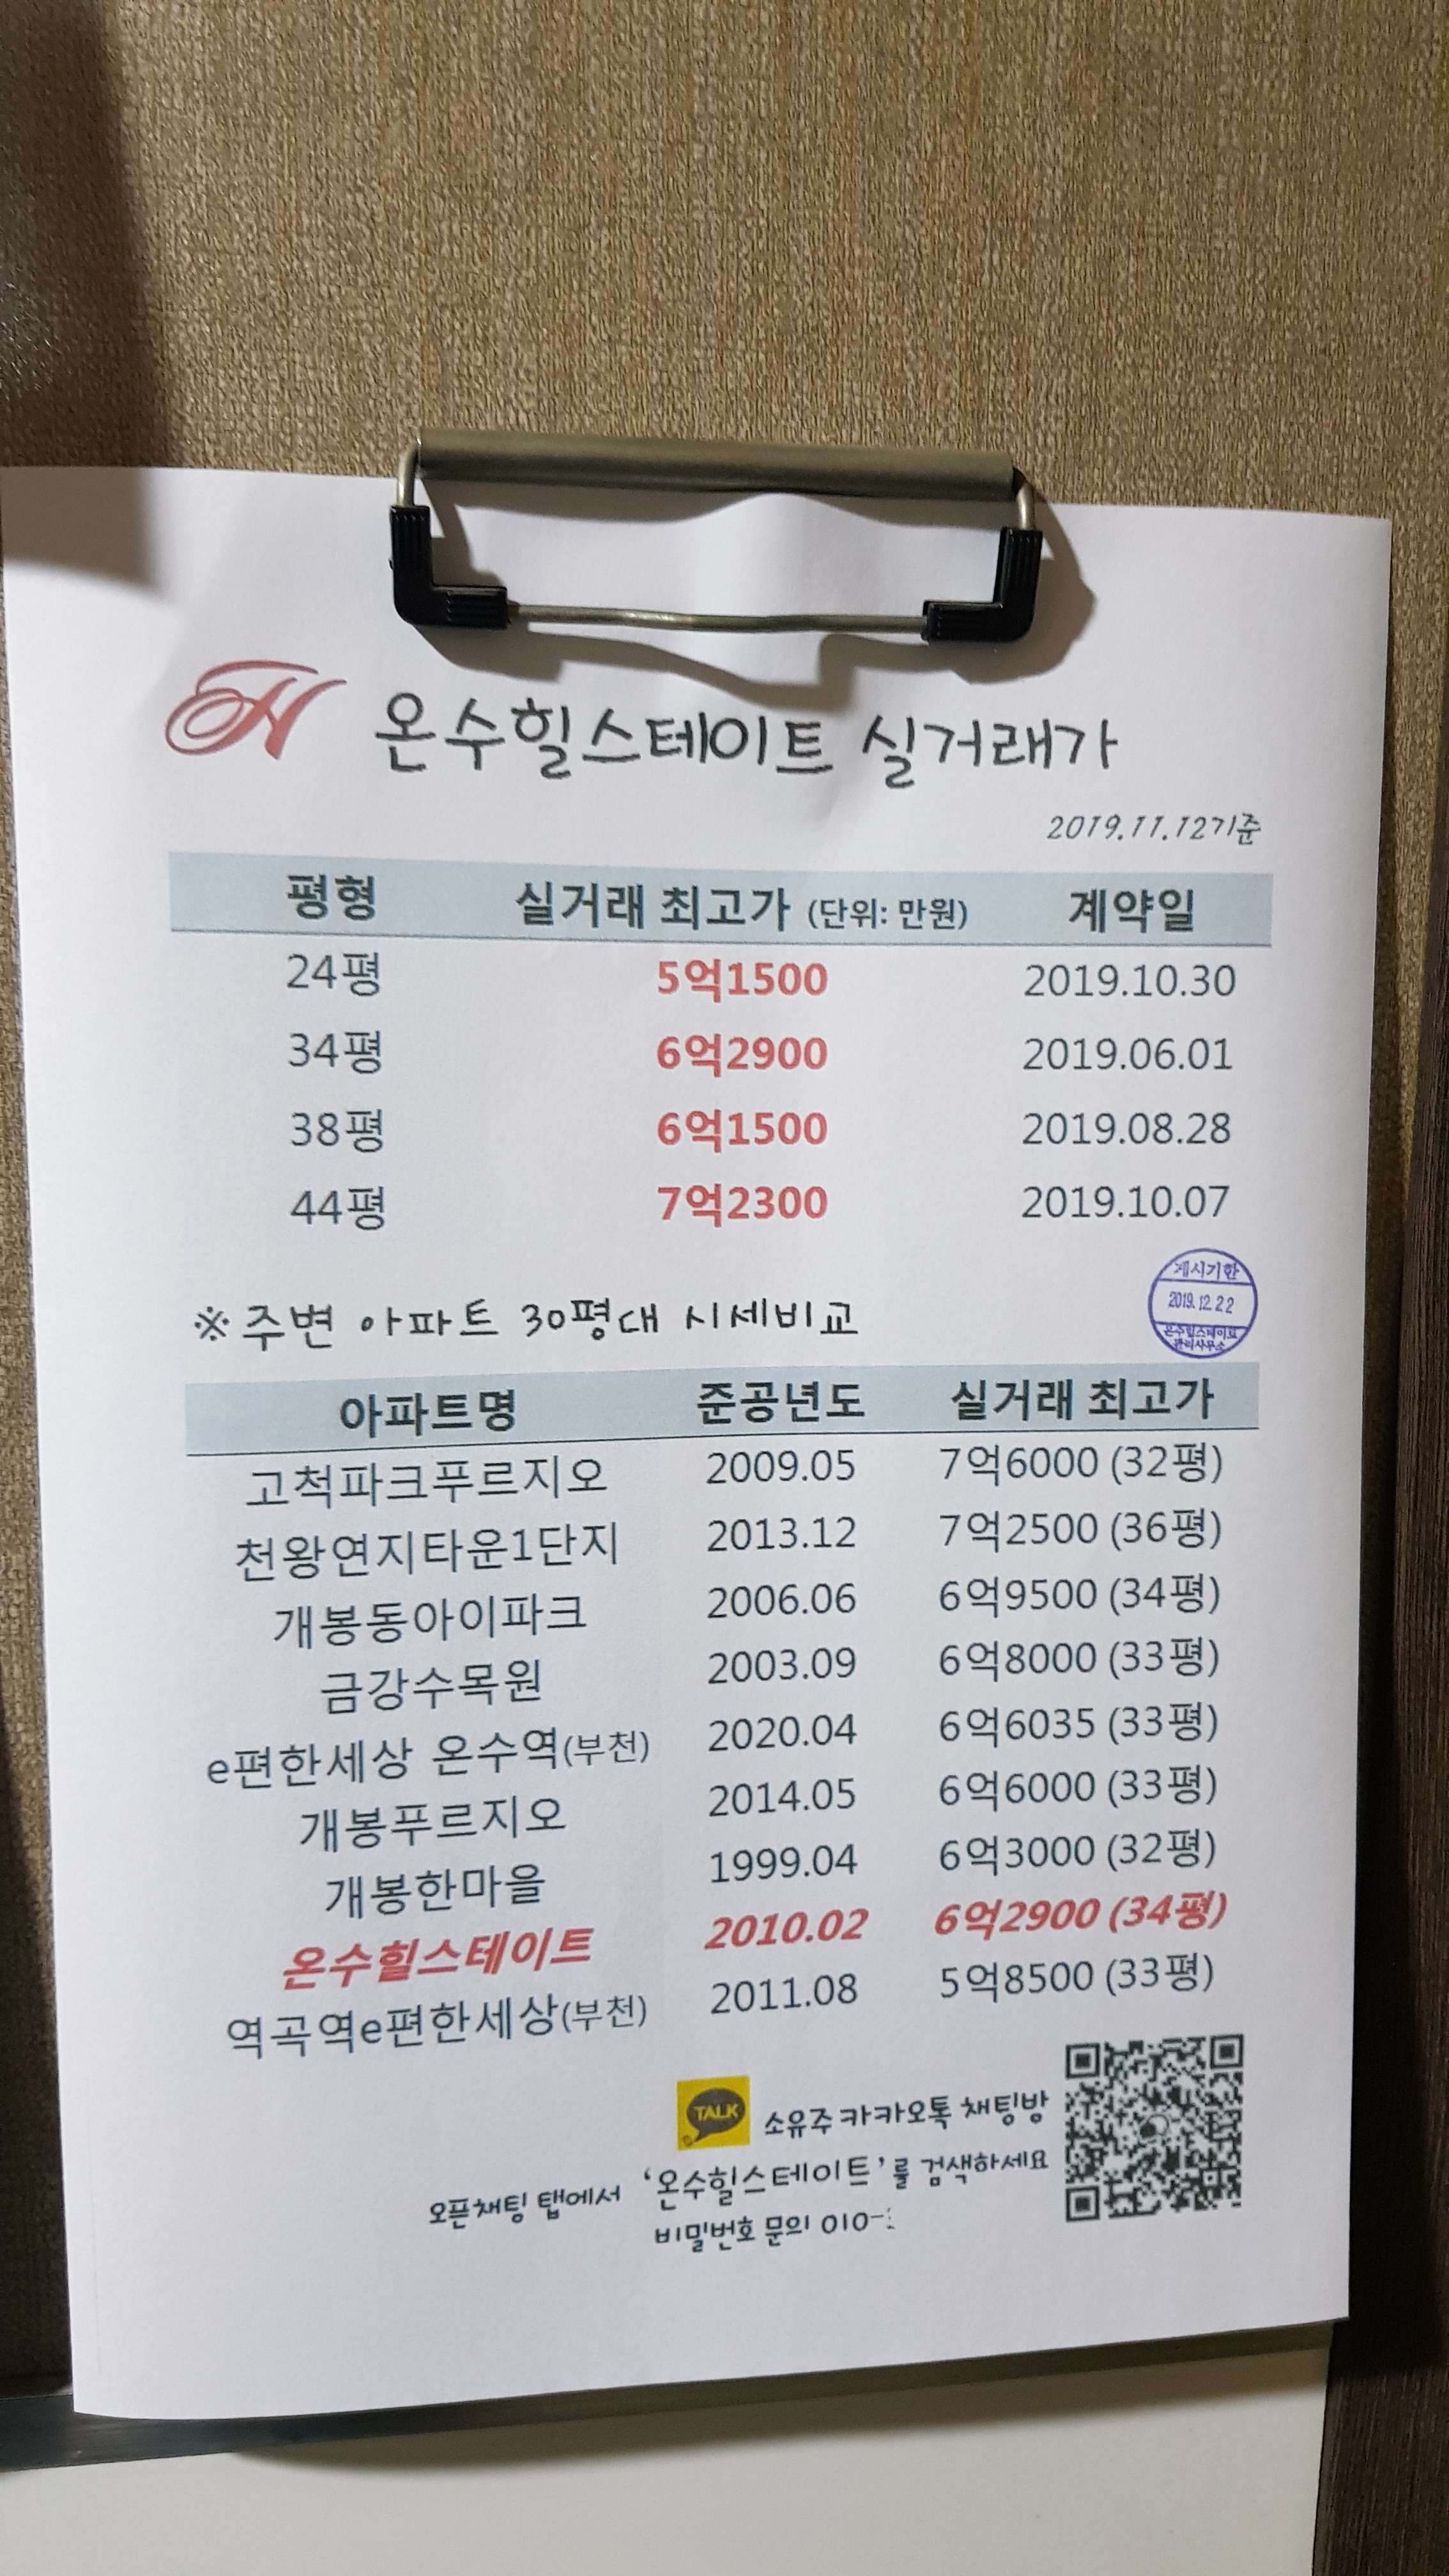 H 온수힐스테이트 실거래가
2019.11.12기준
평형 실거래 최고가 (단위: 만원) 계약일
24평 5억1500 2019.10.30
34평 6억2900 2019.06.01
38평 6억1500 2019.08.28
44평 7억2300 2019.10.07
게시기한
2019.12.22
온수힐스테이트
관리사무소
※주변 아파트 30평대 시세비교
아파트명 준공년도 실거래 최고가
고척파크푸르지오 2009.05 7억6000 (32평)
천왕연지타운1단지 2013.12 7억2500 (36평)
개봉동아이파크 2006.06 6억9500 (34평)
금강수목원 2003.09 6억8000 (33평)
e편한세상 온수역(부천) 2020.04 6억6035 (33평)
개봉푸르지오 2014.05 6억6000 (33평)
개봉한마을 1999.04 6억3000 (32평)
온수힐스테이트 2010.02 6억2900 (34평)
역곡역e편한세상(부천) 2011.08 5억8500 (33평)
TALK 소유주 카카오톡 채팅방
오픈채팅 탭에서 '온수힐스테이트'를 검색하세요
비밀번호 문의 010-